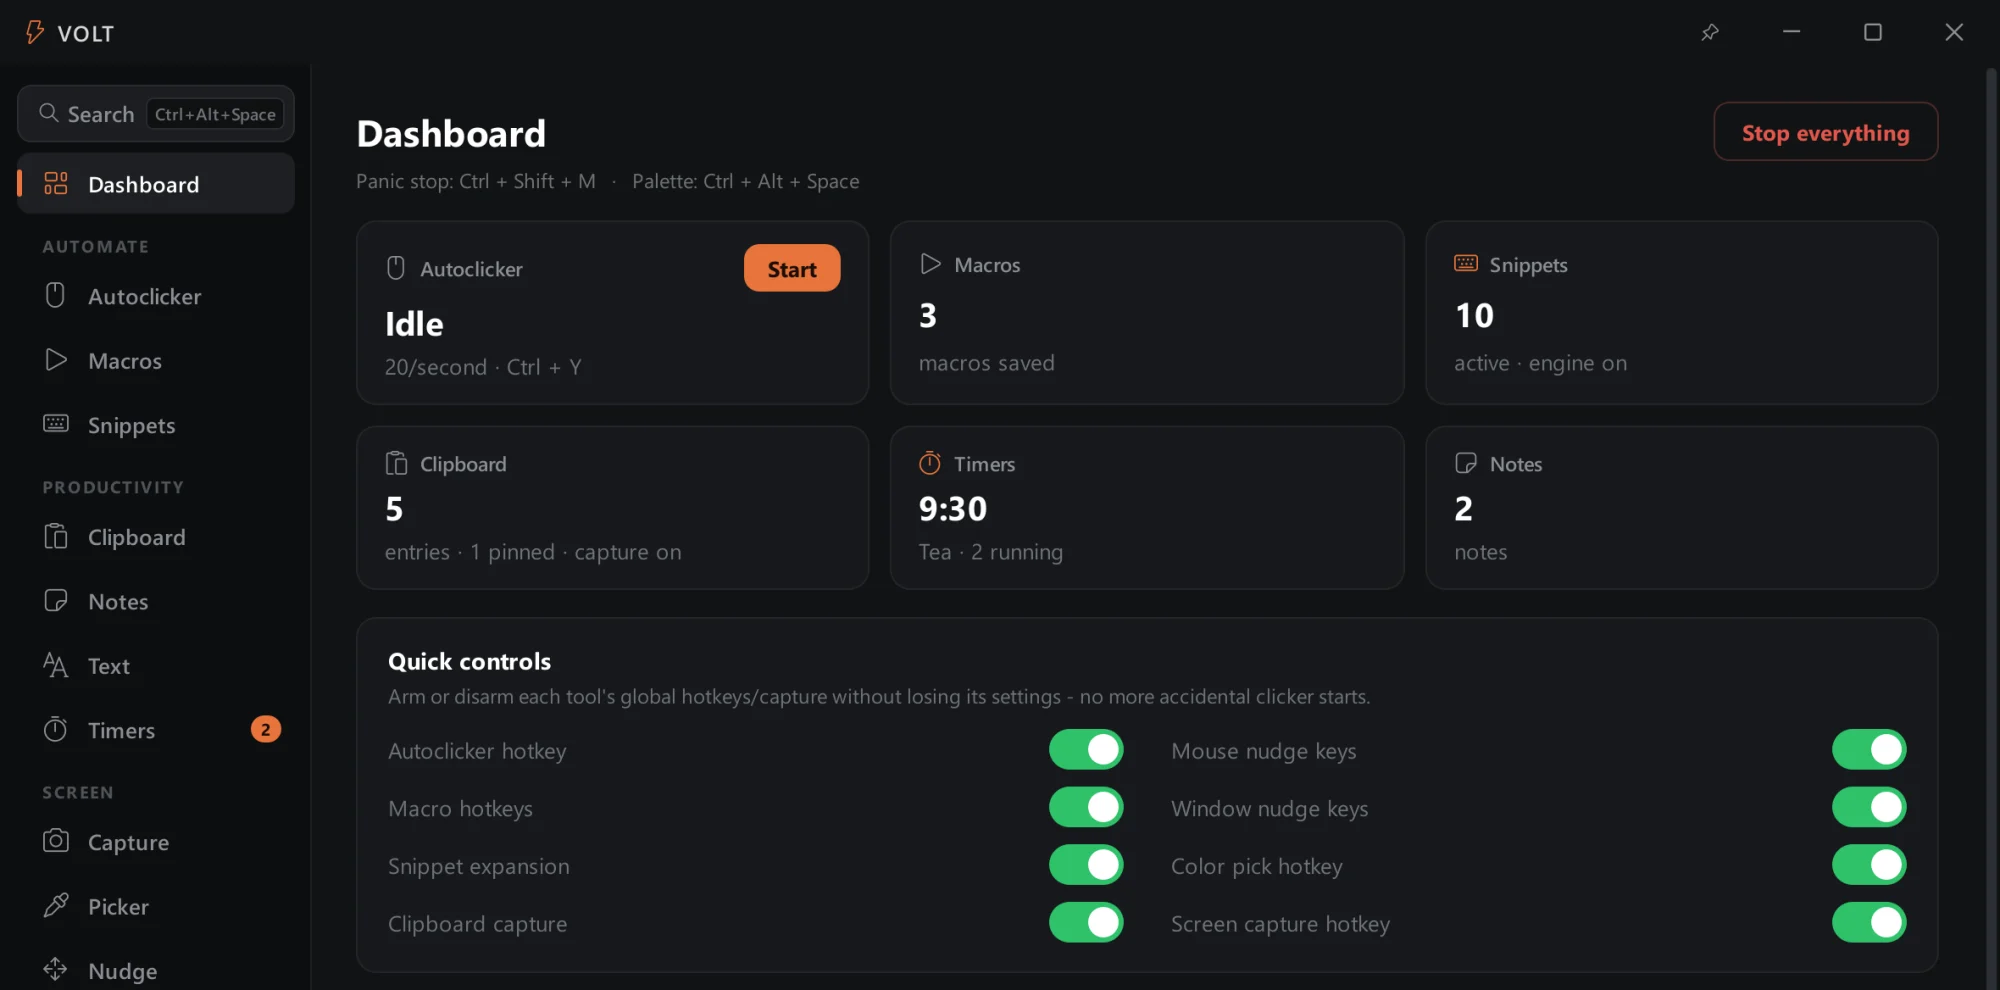 VOLT
Search Ctrl+Alt+Space
Dashboard
AUTOMATE
Autoclicker
Macros
Snippets
PRODUCTIVITY
Clipboard
Notes
Text
Timers 2
SCREEN
Capture
Picker
Nudge
Dashboard
Stop everything
Panic stop: Ctrl + Shift + M · Palette: Ctrl + Alt + Space
Autoclicker Start
Idle
20/second · Ctrl + Y
Macros
3
macros saved
Snippets
10
active · engine on
Clipboard
5
entries · 1 pinned · capture on
Timers
9:30
Tea · 2 running
Notes
2
notes
Quick controls
Arm or disarm each tool's global hotkeys/capture without losing its settings - no more accidental clicker starts.
Autoclicker hotkey
Mouse nudge keys
Macro hotkeys
Window nudge keys
Snippet expansion
Color pick hotkey
Clipboard capture
Screen capture hotkey